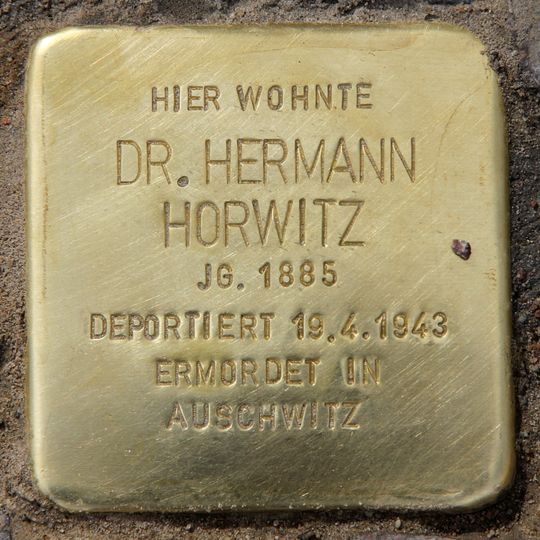 HIER WOHNTE
DR. HERMANN
HORWITZ
JG. 1885
DEPORTIERT 19.4.1943
ERMORDET IN
AUSCHWITZ